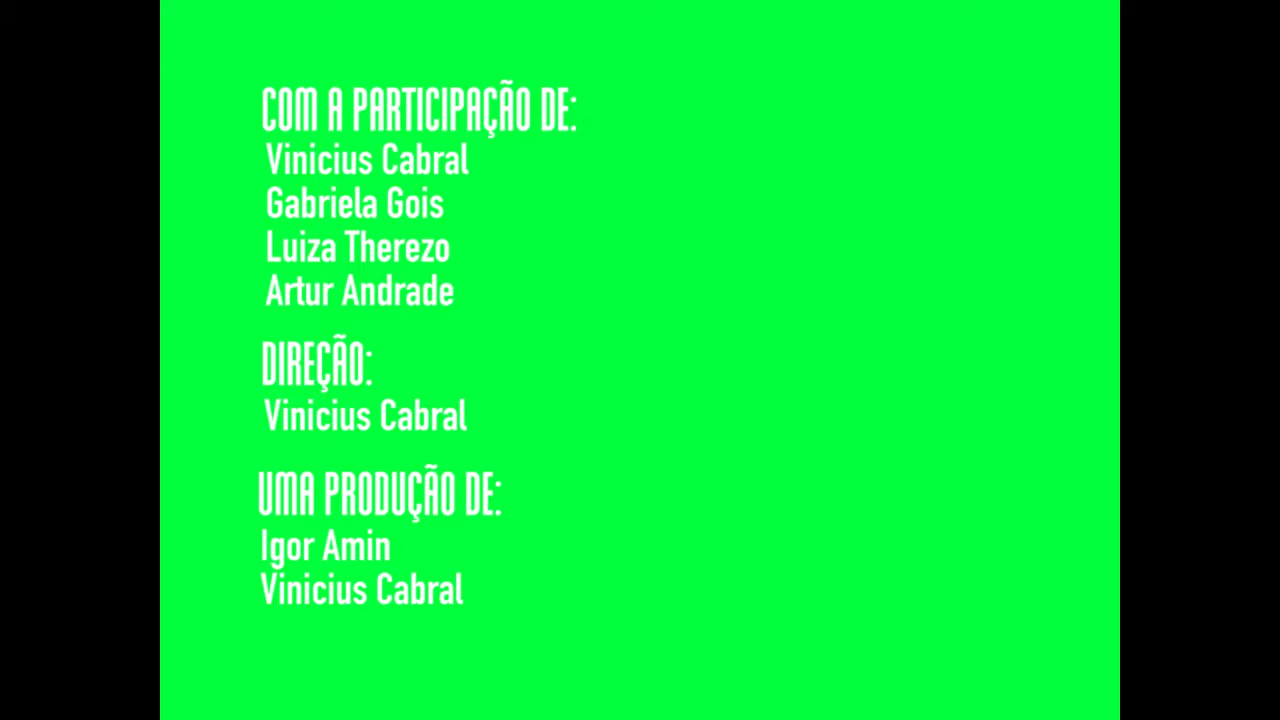 COM A PARTICIPAÇÃO DE:
Vinicius Cabral
Gabriela Gois
Luiza Therezo
Artur Andrade
DIREÇÃO:
Vinicius Cabral
UMA PRODUÇÃO DE:
Igor Amin
Vinicius Cabral